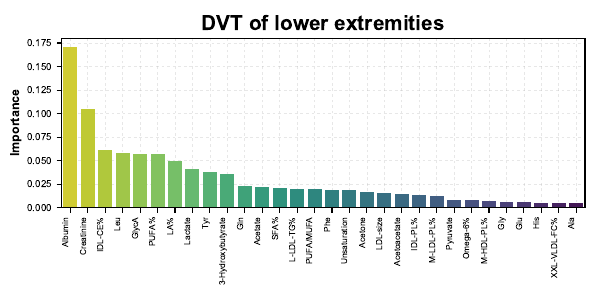 DVT of lower extremities
Importance
0.175
0.150
0.125
0.100
0.075
0.050
0.025
0.000
Albumin
Creatinine
IDL-CE%
Leu
GlycA
PUFA%
LA%
Lactate
Tyr
3-Hydroxybutyrate
Gln
Acetate
SFA%
L-LDL-TG%
PUFA/MUFA
Phe
Unsaturation
Acetone
LDL-size
Acetoacetate
IDL-PL%
M-LDL-PL%
Pyruvate
Omega-6%
M-HDL-PL%
Gly
Glu
His
XXL-VLDL-FC%
Ala